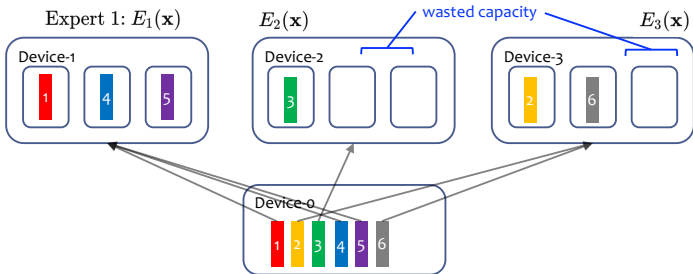 Expert 1: E₁(x)
E₂(x)
wasted capacity
E₃(x)
Device-1
Device-2
Device-3
1 4 5
3
2 6
Device-0
1 2 3 4 5 6